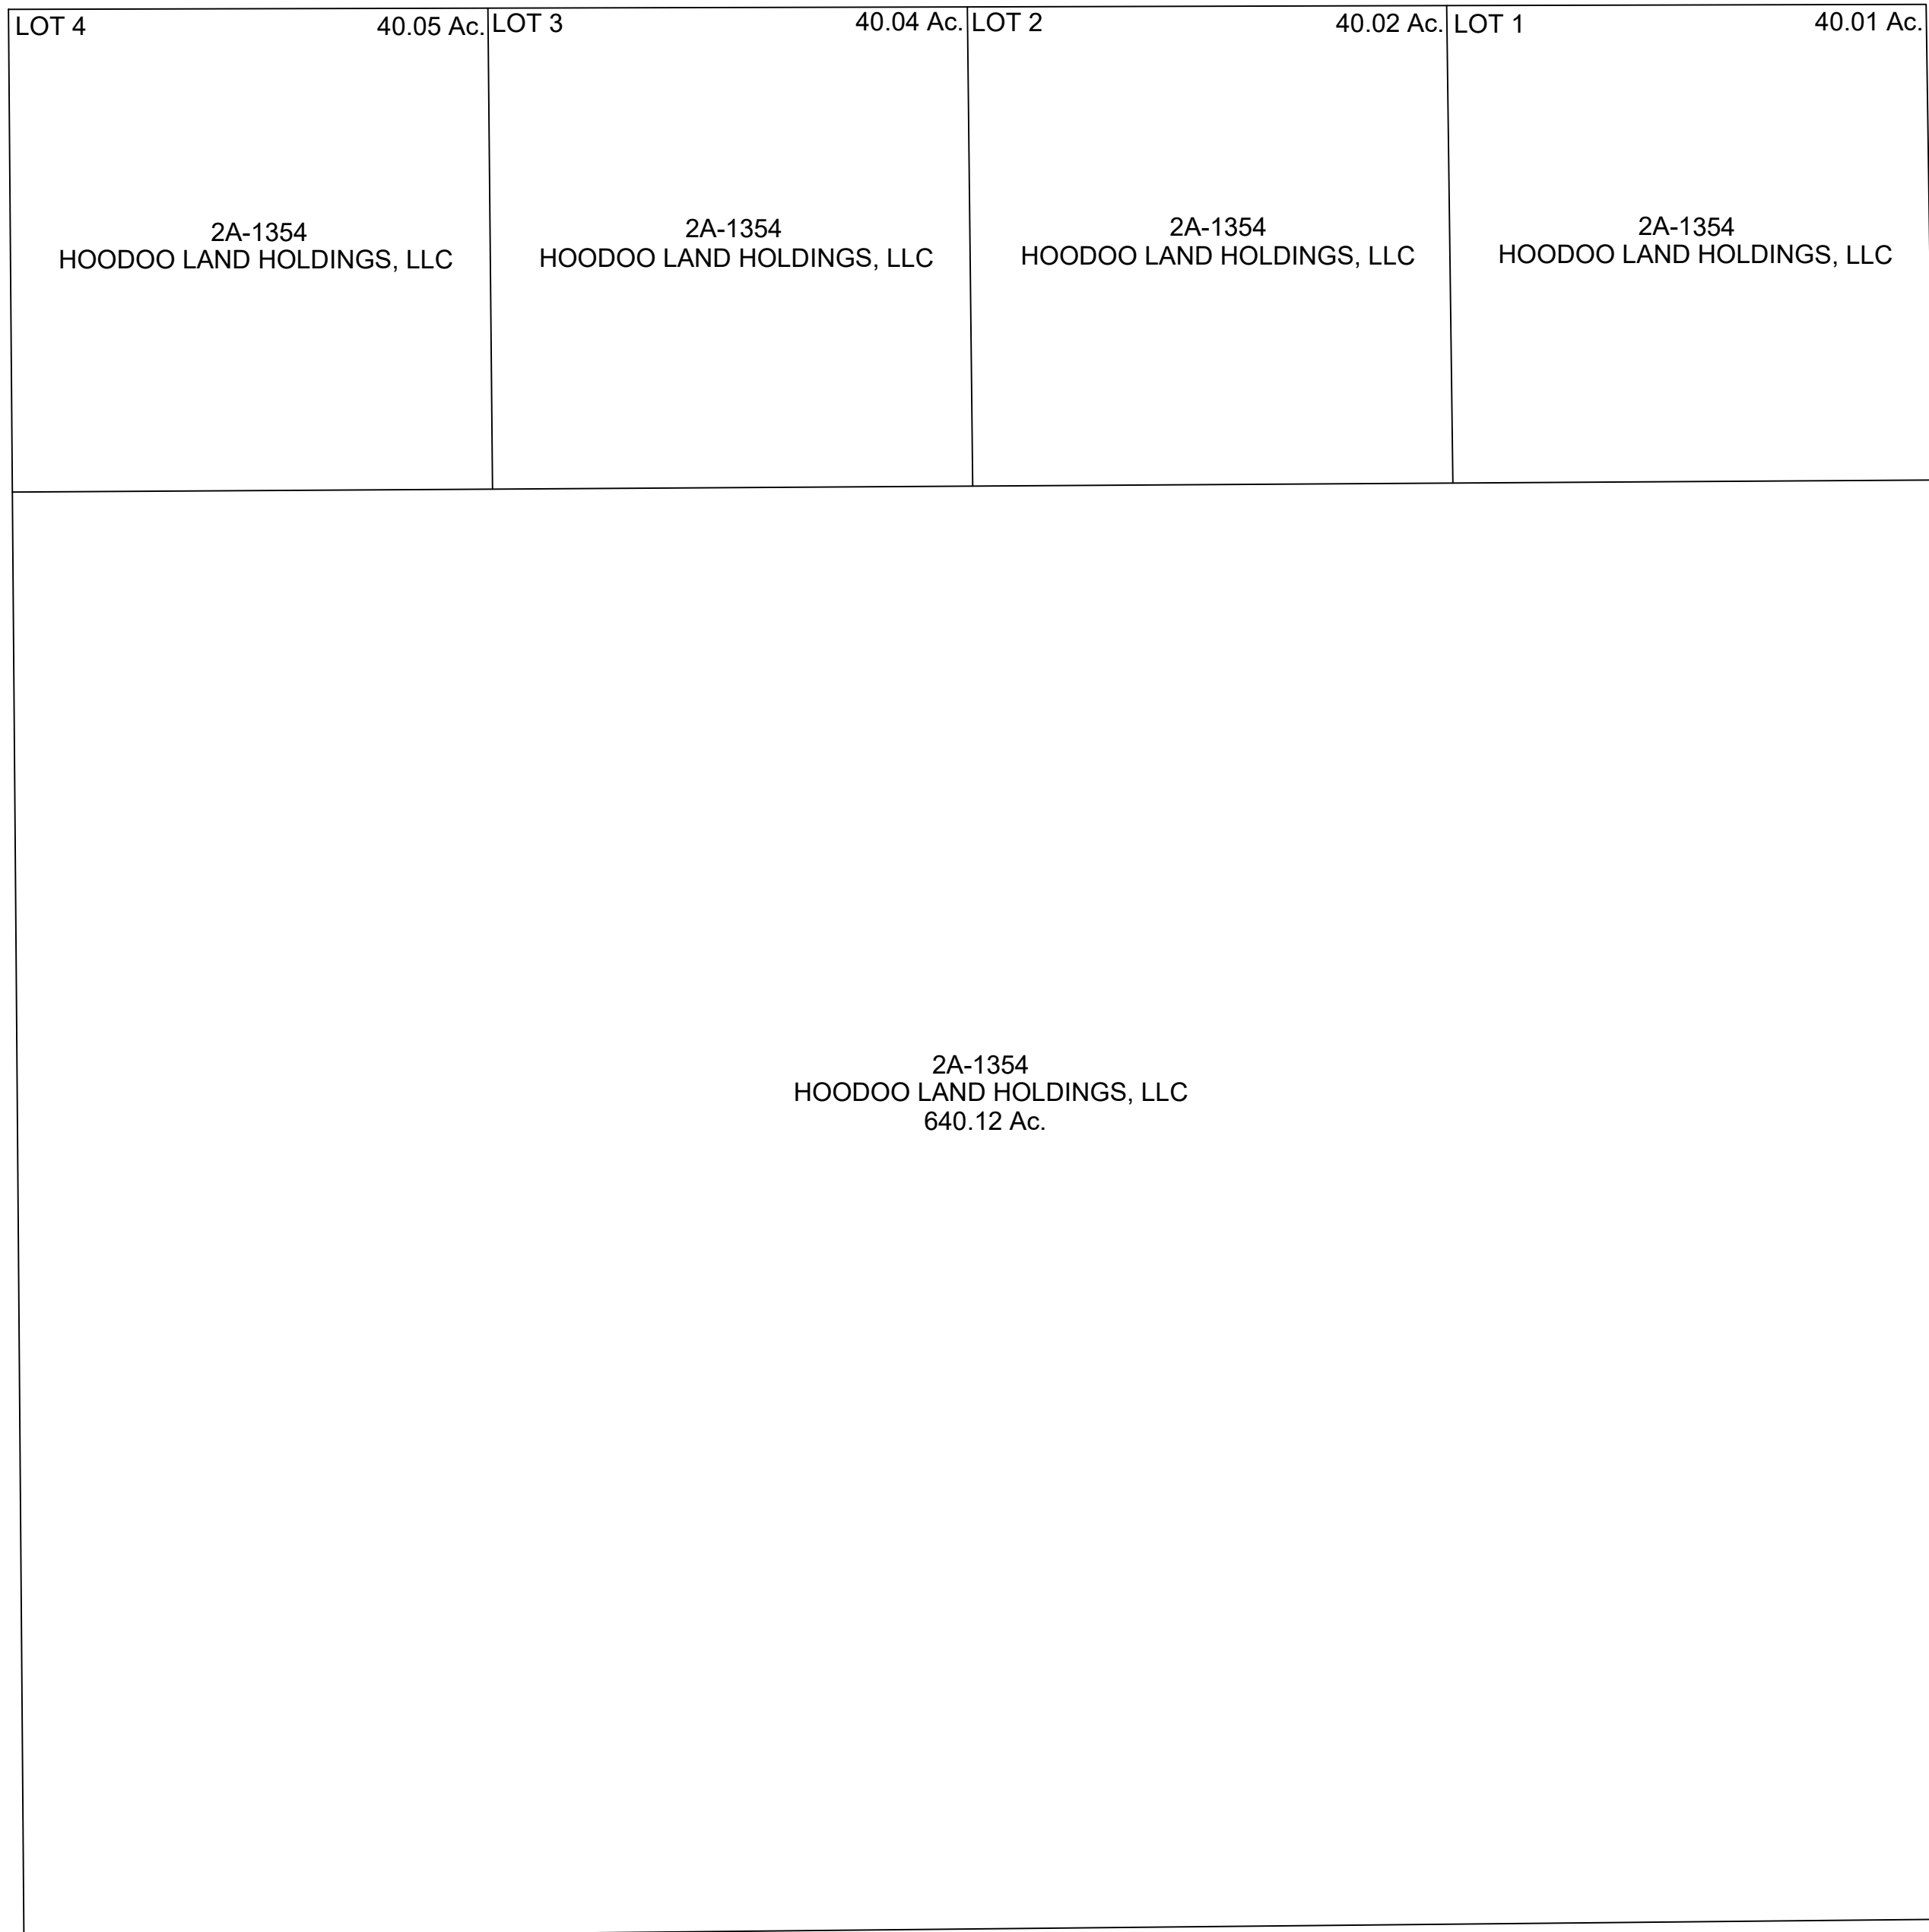 LOT 4 40.05 Ac.
LOT 3 40.04 Ac.
LOT 2 40.02 Ac.
LOT 1 40.01 Ac.
2A-1354
HOODOO LAND HOLDINGS, LLC
2A-1354
HOODOO LAND HOLDINGS, LLC
2A-1354
HOODOO LAND HOLDINGS, LLC
2A-1354
HOODOO LAND HOLDINGS, LLC
2A-1354
HOODOO LAND HOLDINGS, LLC
640.12 Ac.